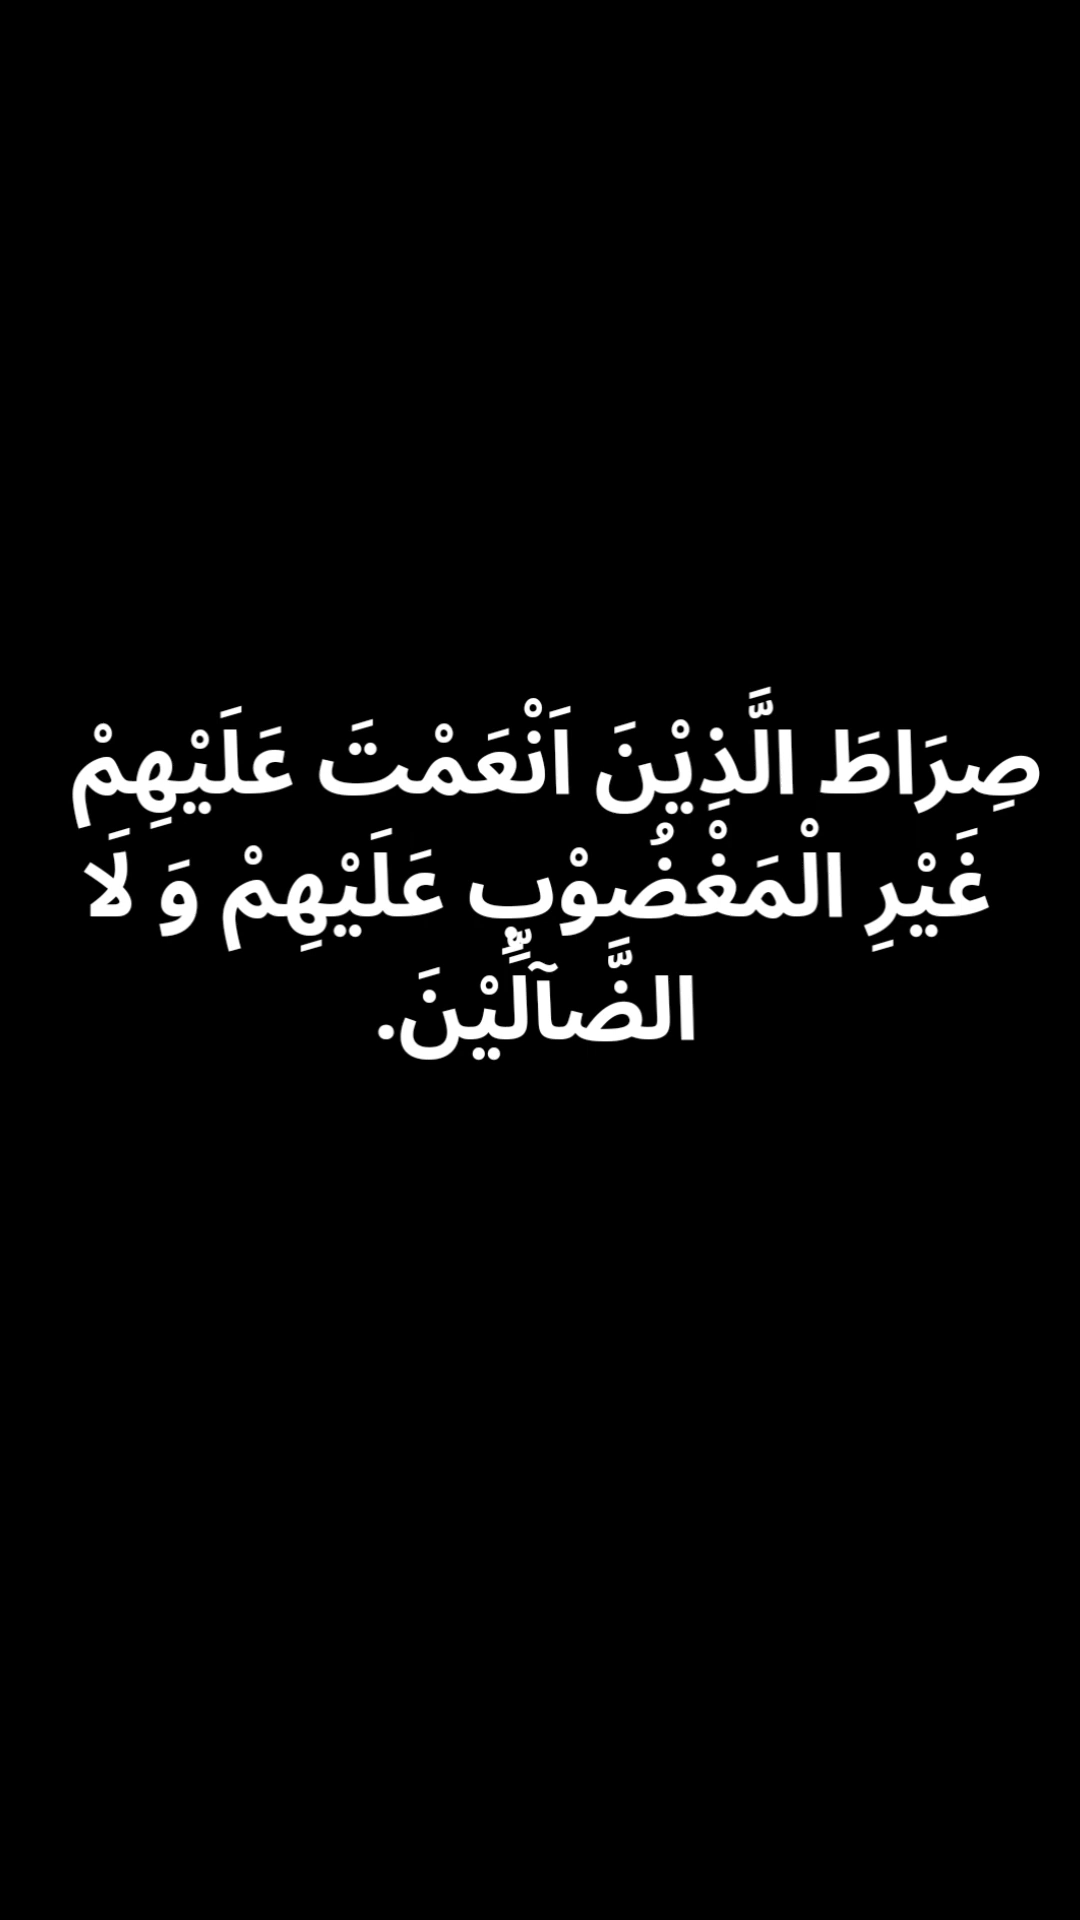 صِرَاطَ الَّذِيْنَ اَنْعَمْتَ عَلَيْهِمْ
غَيْرِ الْمَغْضُوْبِ عَلَيْهِمْ وَ لَا
الضَّآلِّيْنَ.